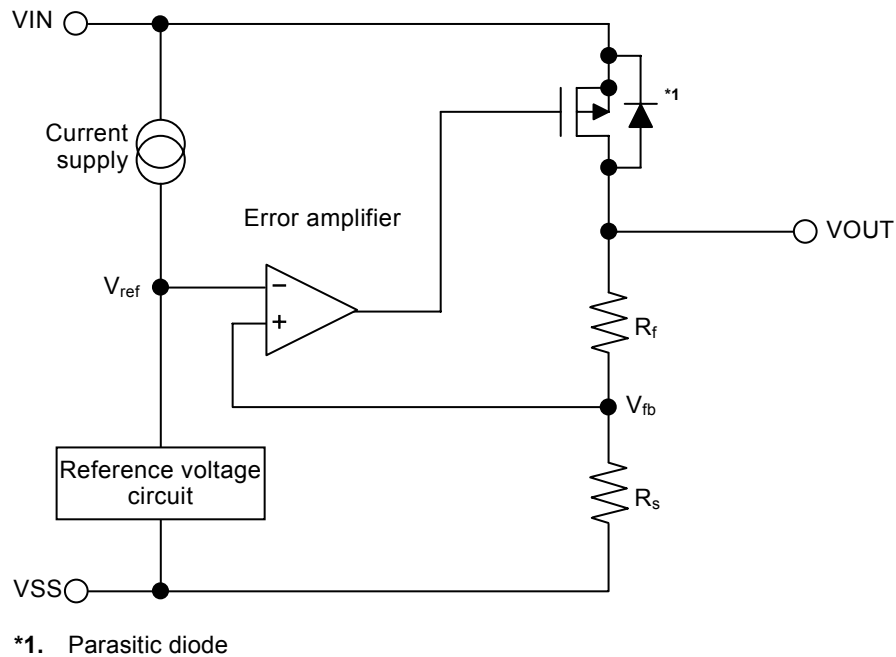 VIN
*1
Current
supply
Error amplifier
VOUT
Vref
−
+
Rf
Vfb
Reference voltage
circuit
Rs
VSS
*1. Parasitic diode